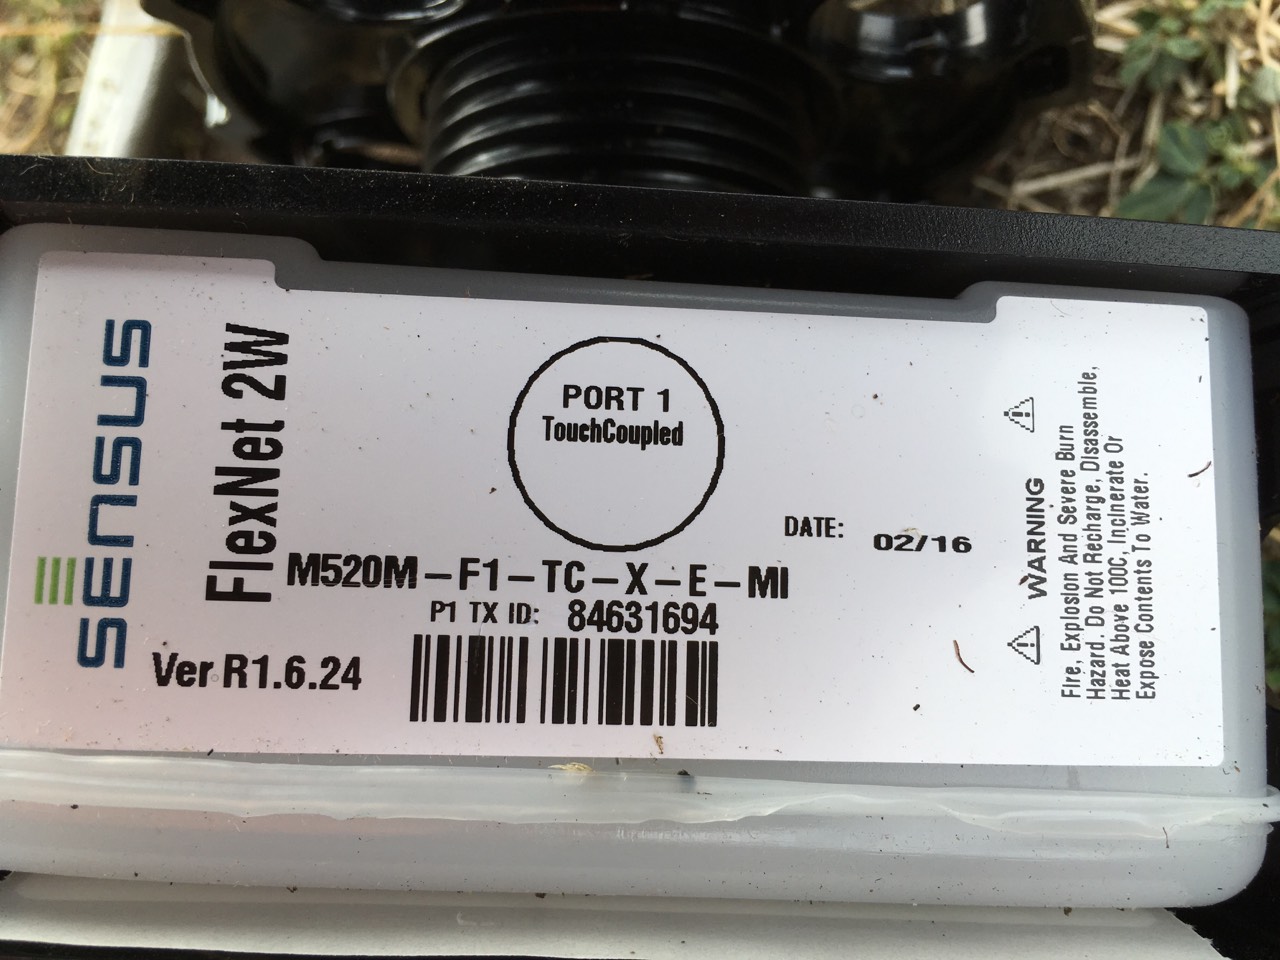 SENSUS
FlexNet 2W
PORT 1
TouchCoupled
DATE: 02/16
M520M-F1-TC-X-E-MI
P1 TX ID: 84631694
Ver R1.6.24
WARNING
Fire, Explosion And Severe Burn
Hazard. Do Not Recharge, Disassemble,
Heat Above 100C, Incinerate Or
Expose Contents To Water.